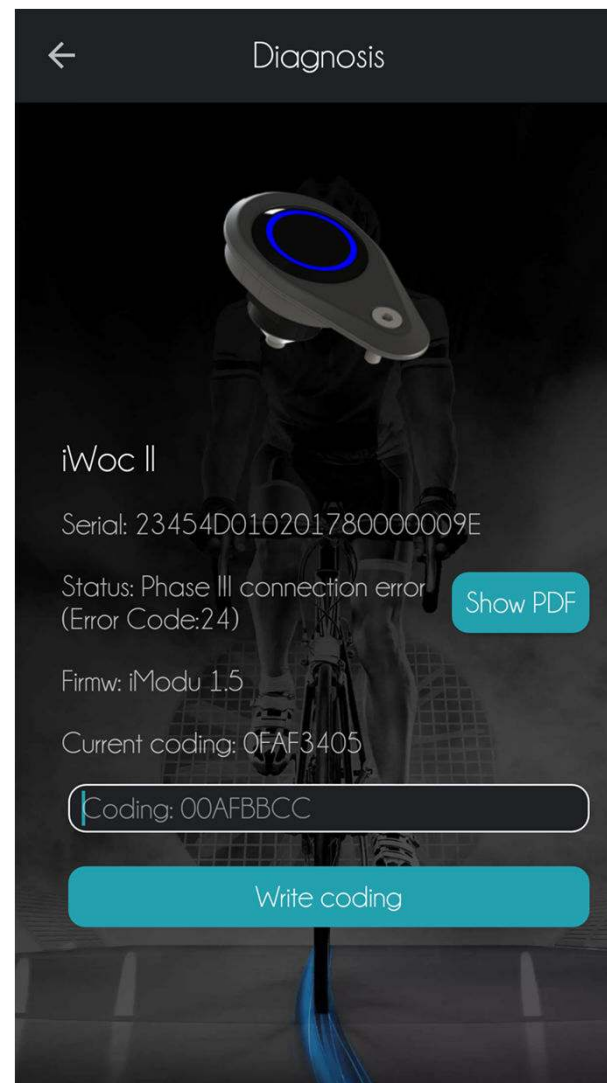 Diagnosis
iWoc II
Serial: 23454D010201780000009E
Status: Phase III connection error
(Error Code:24)
Show PDF
Firmw: iModu 1.5
Current coding: 0FAF3405
Coding: 00AFBBCC
Write coding